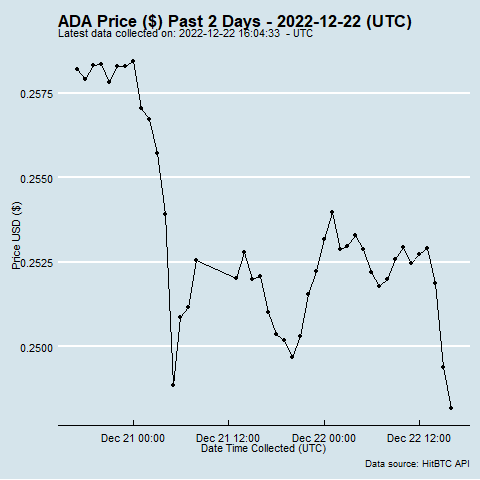 ADA Price ($) Past 2 Days - 2022-12-22 (UTC)
Latest data collected on: 2022-12-22 16:04:33  - UTC
Price USD ($)
0.2575
0.2550
0.2525
0.2500
Dec 21 00:00
Dec 21 12:00
Dec 22 00:00
Dec 22 12:00
Date Time Collected (UTC)
Data source: HitBTC API